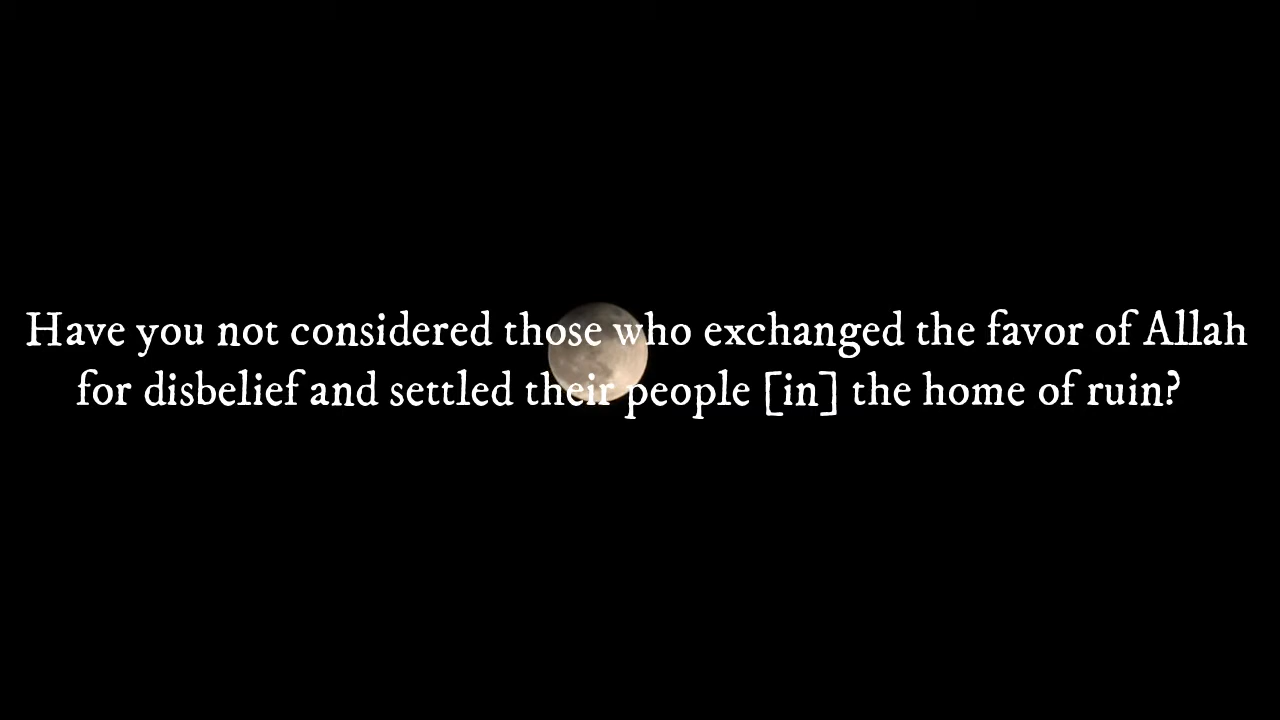 Have you not considered those who exchanged the favor of Allah
for disbelief and settled their people [in] the home of ruin?